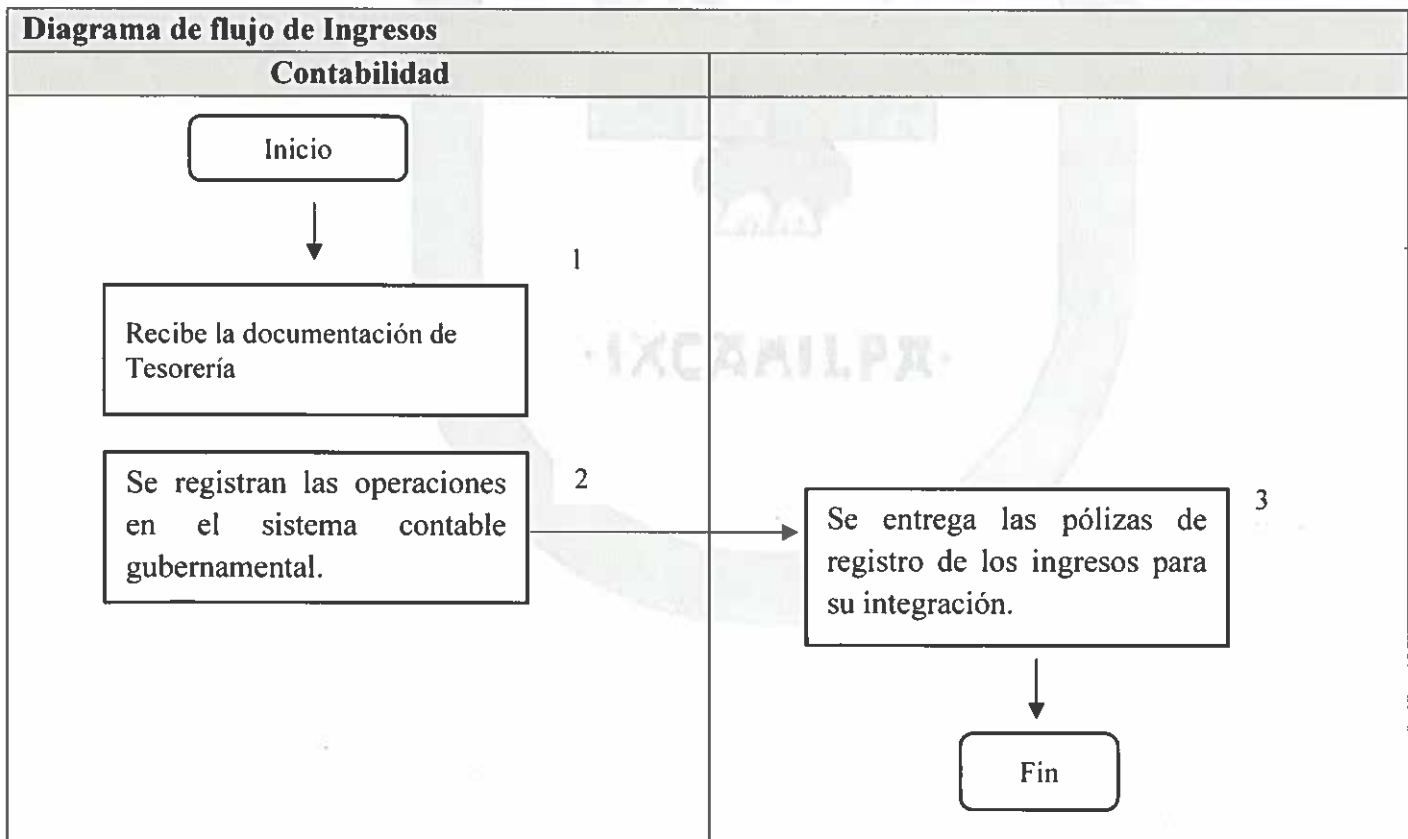 Diagrama de flujo de Ingresos
Contabilidad
Inicio
1
Recibe la documentación de
Tesorería
Se registran las operaciones
en el sistema contable
gubernamental.
2
Se entrega las pólizas de
registro de los ingresos para
su integración.
3
Fin
·IXCAMILPA·